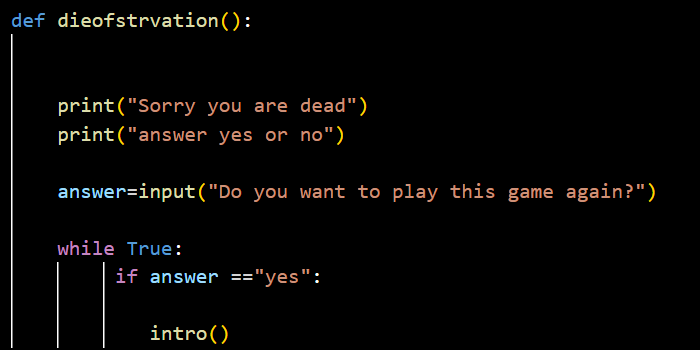 def dieofstrvation():
print("Sorry you are dead")
print("answer yes or no")
answer=input("Do you want to play this game again?")
while True:
if answer =="yes":
intro()